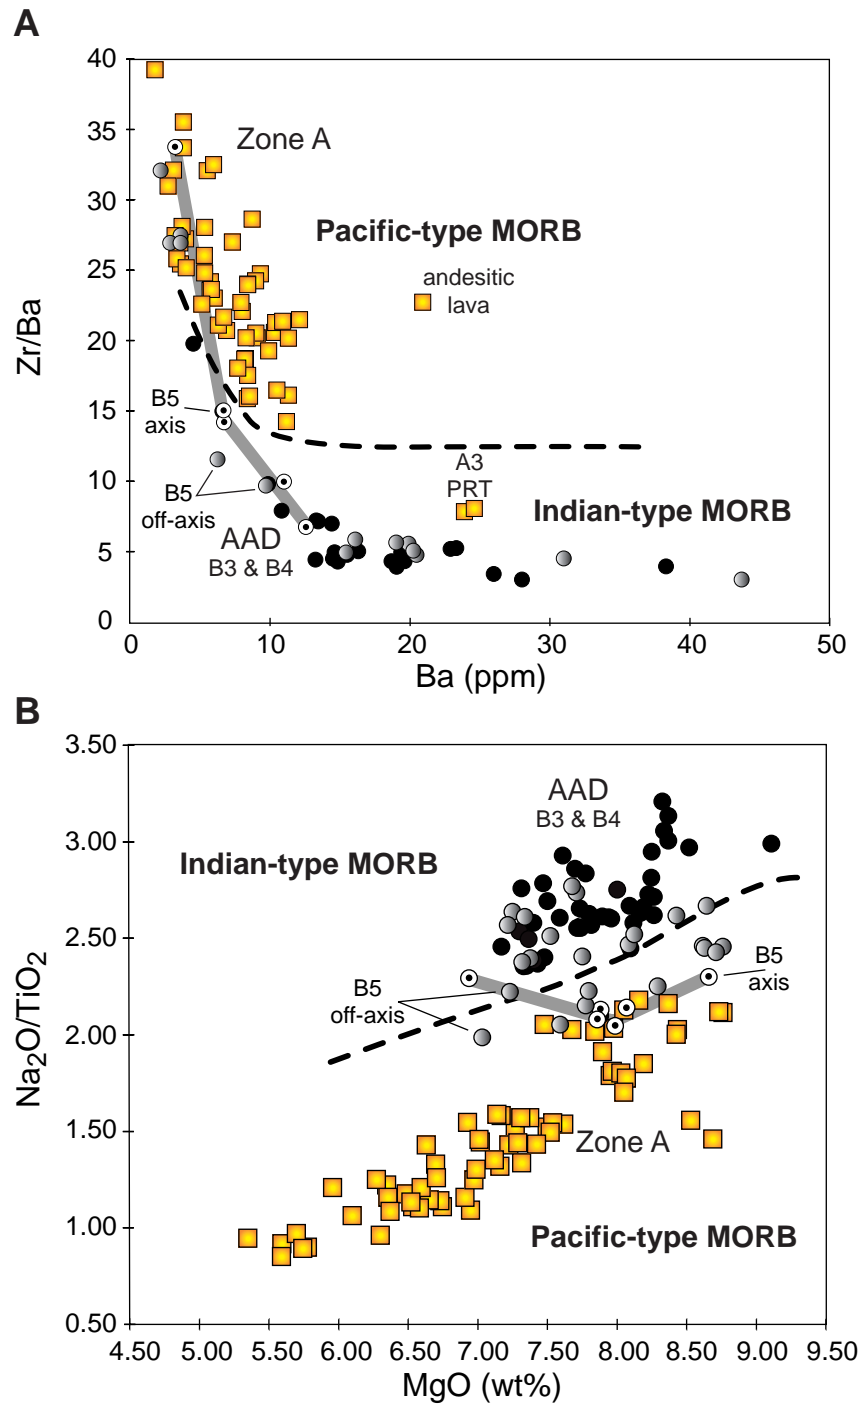 A
40
35
30
25
20
15
10
5
0
Zr/Ba
Zone A
Pacific-type MORB
andesitic
lava
B5
axis
A3
PRT
B5
off-axis
Indian-type MORB
AAD
B3 & B4
0 10 20 30 40 50
Ba (ppm)
B
3.50
3.00
2.50
2.00
1.50
1.00
0.50
Na2O/TiO2
AAD
B3 & B4
Indian-type MORB
B5
axis
B5
off-axis
Zone A
Pacific-type MORB
4.50 5.00 5.50 6.00 6.50 7.00 7.50 8.00 8.50 9.00 9.50
MgO (wt%)